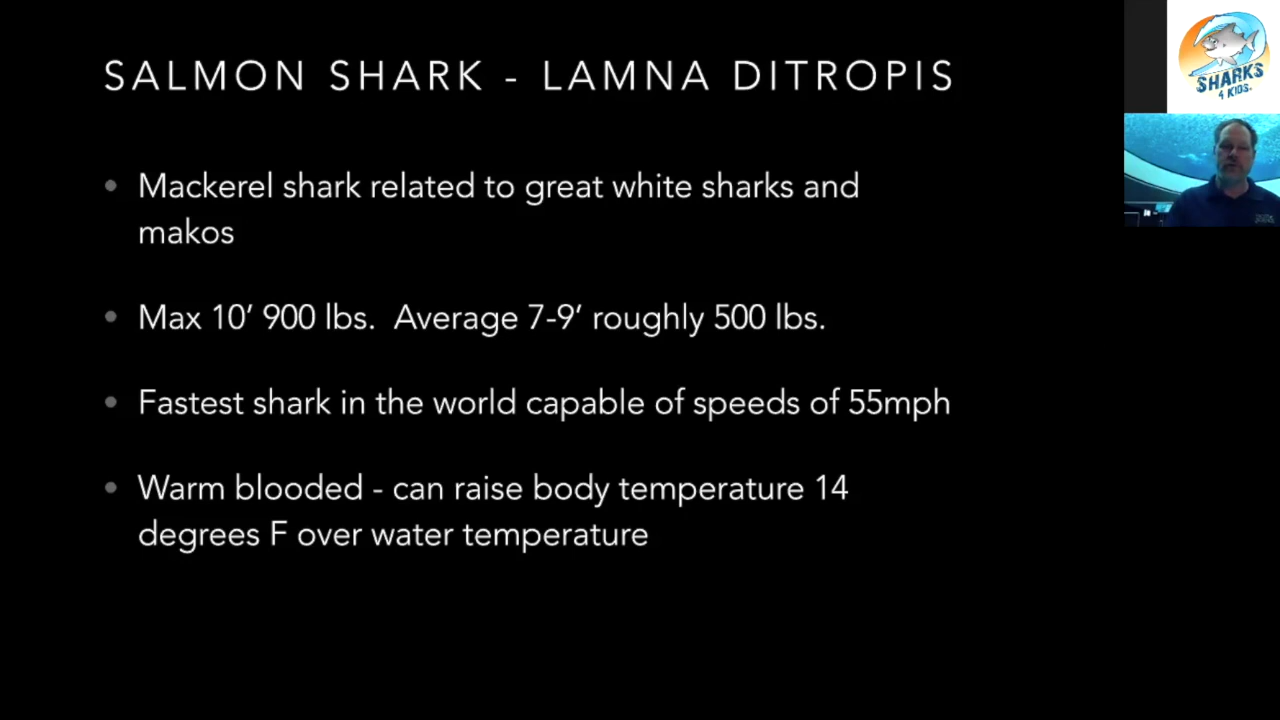 SALMON SHARK - LAMNA DITROPIS
• Mackerel shark related to great white sharks and
makos
• Max 10’ 900 lbs.  Average 7-9’ roughly 500 lbs.
• Fastest shark in the world capable of speeds of 55mph
• Warm blooded - can raise body temperature 14
degrees F over water temperature
SHARKS
4 KIDS.